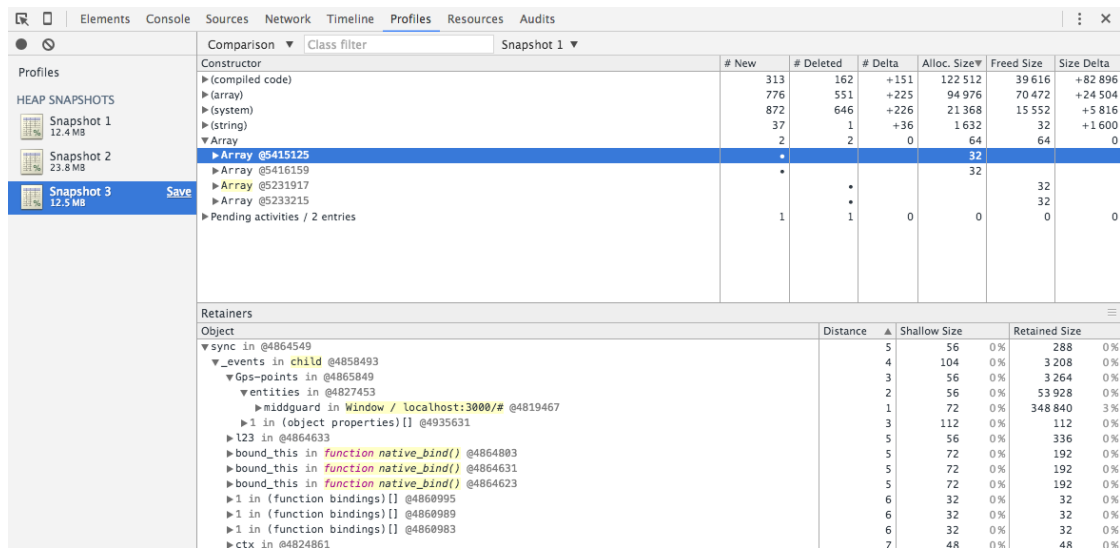 Elements Console Sources Network Timeline Profiles Resources Audits
Comparison ▼ Class filter Snapshot 1 ▼
Profiles
HEAP SNAPSHOTS
Snapshot 1
12.4 MB
Snapshot 2
23.8 MB
Snapshot 3 Save
12.5 MB
Constructor # New # Deleted # Delta Alloc. Size▼ Freed Size Size Delta
▶(compiled code) 313 162 +151 122 512 39 616 +82 896
▶(array) 776 551 +225 94 976 70 472 +24 504
▶(system) 872 646 +226 21 368 15 552 +5 816
▶(string) 37 1 +36 1 632 32 +1 600
▼Array 2 2 0 64 64 0
▶Array @5415125 • 32
▶Array @5416159 • 32
▶Array @5231917 • 32
▶Array @5233215 • 32
▶Pending activities / 2 entries 1 1 0 0 0 0
Retainers
Object Distance ▲ Shallow Size Retained Size
▼sync in @4864549 5 56 0 % 288 0 %
▼_events in child @4858493 4 104 0 % 3 208 0 %
▼Gps-points in @4865849 3 56 0 % 3 264 0 %
▼entities in @4827453 2 56 0 % 53 928 0 %
▶middguard in Window / localhost:3000/# @4819467 1 72 0 % 348 840 3 %
▶1 in (object properties)[] @4935631 3 112 0 % 112 0 %
▶l23 in @4864633 5 56 0 % 336 0 %
▶bound_this in function native_bind() @4864803 5 72 0 % 192 0 %
▶bound_this in function native_bind() @4864631 5 72 0 % 192 0 %
▶bound_this in function native_bind() @4864623 5 72 0 % 192 0 %
▶1 in (function bindings)[] @4860995 6 32 0 % 32 0 %
▶1 in (function bindings)[] @4860989 6 32 0 % 32 0 %
▶1 in (function bindings)[] @4860983 6 32 0 % 32 0 %
▶ctx in @4824861 7 48 0 % 48 0 %